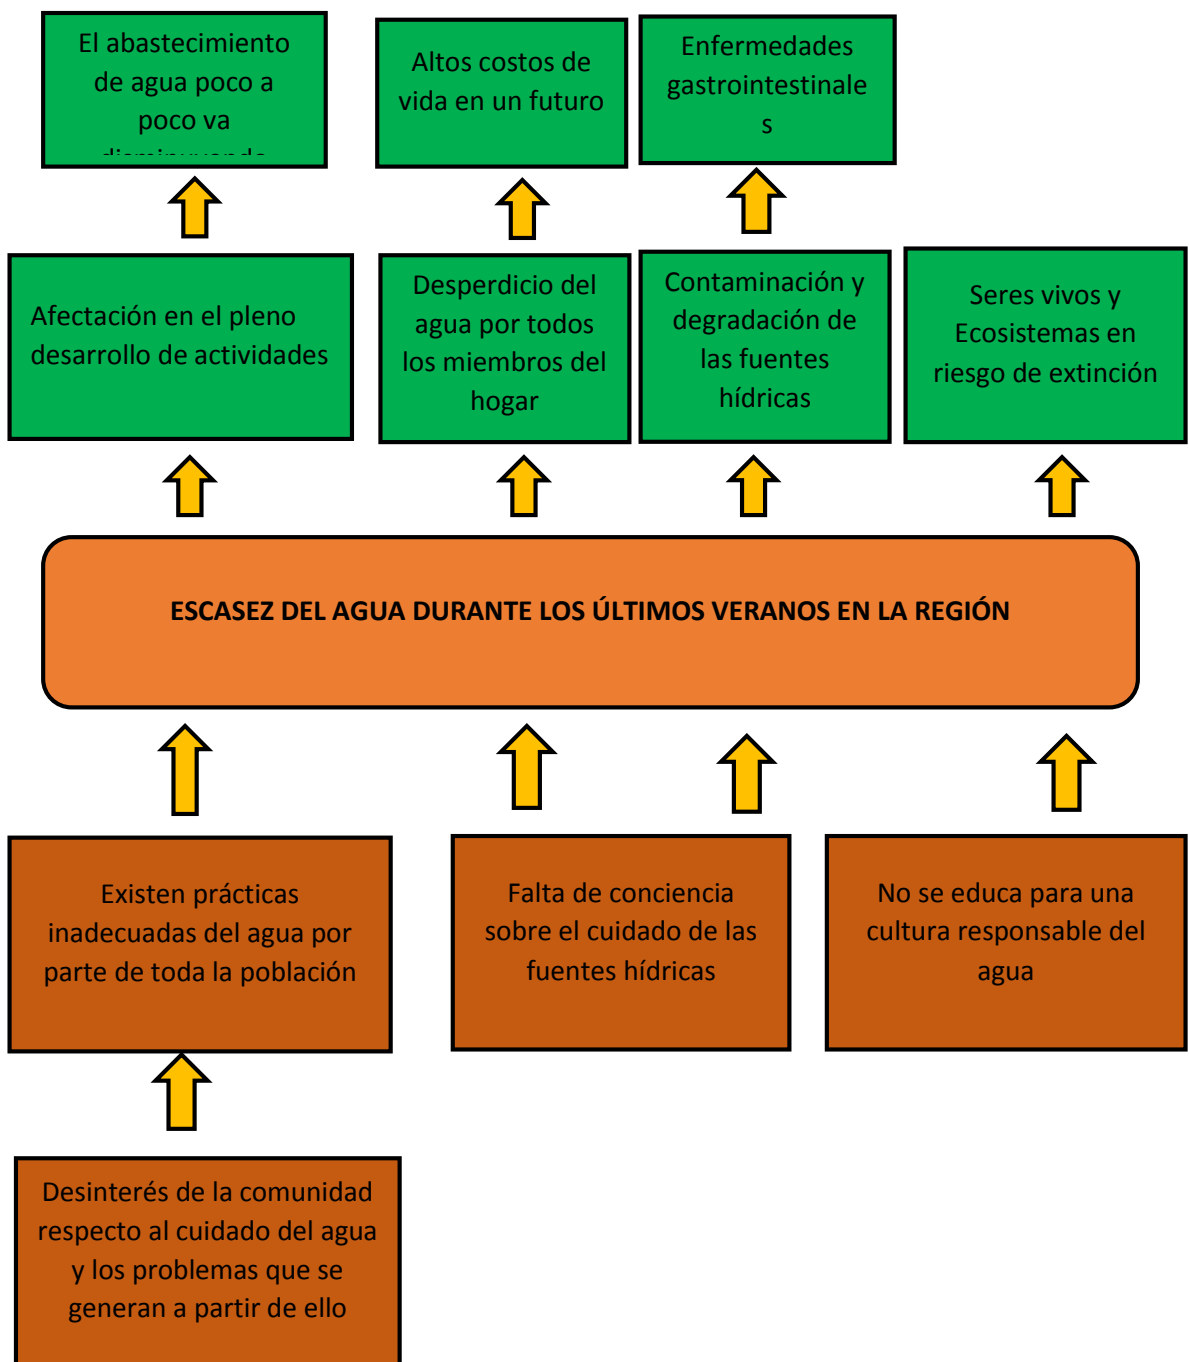 El abastecimiento
de agua poco a
poco va
Altos costos de
vida en un futuro
Enfermedades
gastrointestinale
s
Afectación en el pleno
desarrollo de actividades
Desperdicio del
agua por todos
los miembros del
hogar
Contaminación y
degradación de
las fuentes
hídricas
Seres vivos y
Ecosistemas en
riesgo de extinción
ESCASEZ DEL AGUA DURANTE LOS ÚLTIMOS VERANOS EN LA REGIÓN
Existen prácticas
inadecuadas del agua por
parte de toda la población
Falta de conciencia
sobre el cuidado de las
fuentes hídricas
No se educa para una
cultura responsable del
agua
Desinterés de la comunidad
respecto al cuidado del agua
y los problemas que se
generan a partir de ello